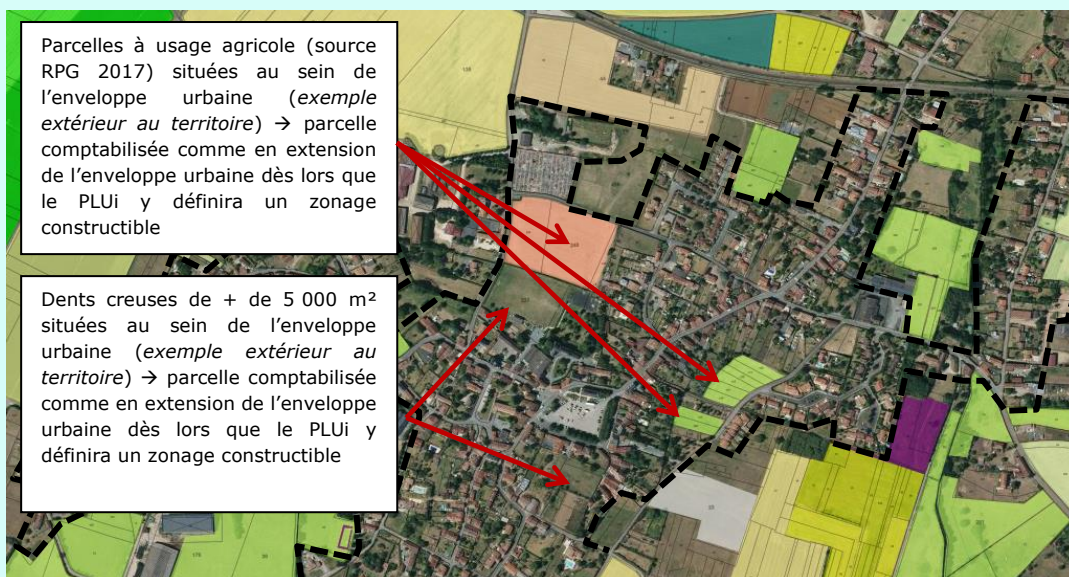 Parcelles à usage agricole (source
RPG 2017) situées au sein de
l’enveloppe urbaine (exemple
extérieur au territoire) → parcelle
comptabilisée comme en extension
de l’enveloppe urbaine dès lors que
le PLUi y définira un zonage
constructible
Dents creuses de + de 5 000 m²
situées au sein de l’enveloppe
urbaine (exemple extérieur au
territoire) → parcelle comptabilisée
comme en extension de l’enveloppe
urbaine dès lors que le PLUi y
définira un zonage constructible